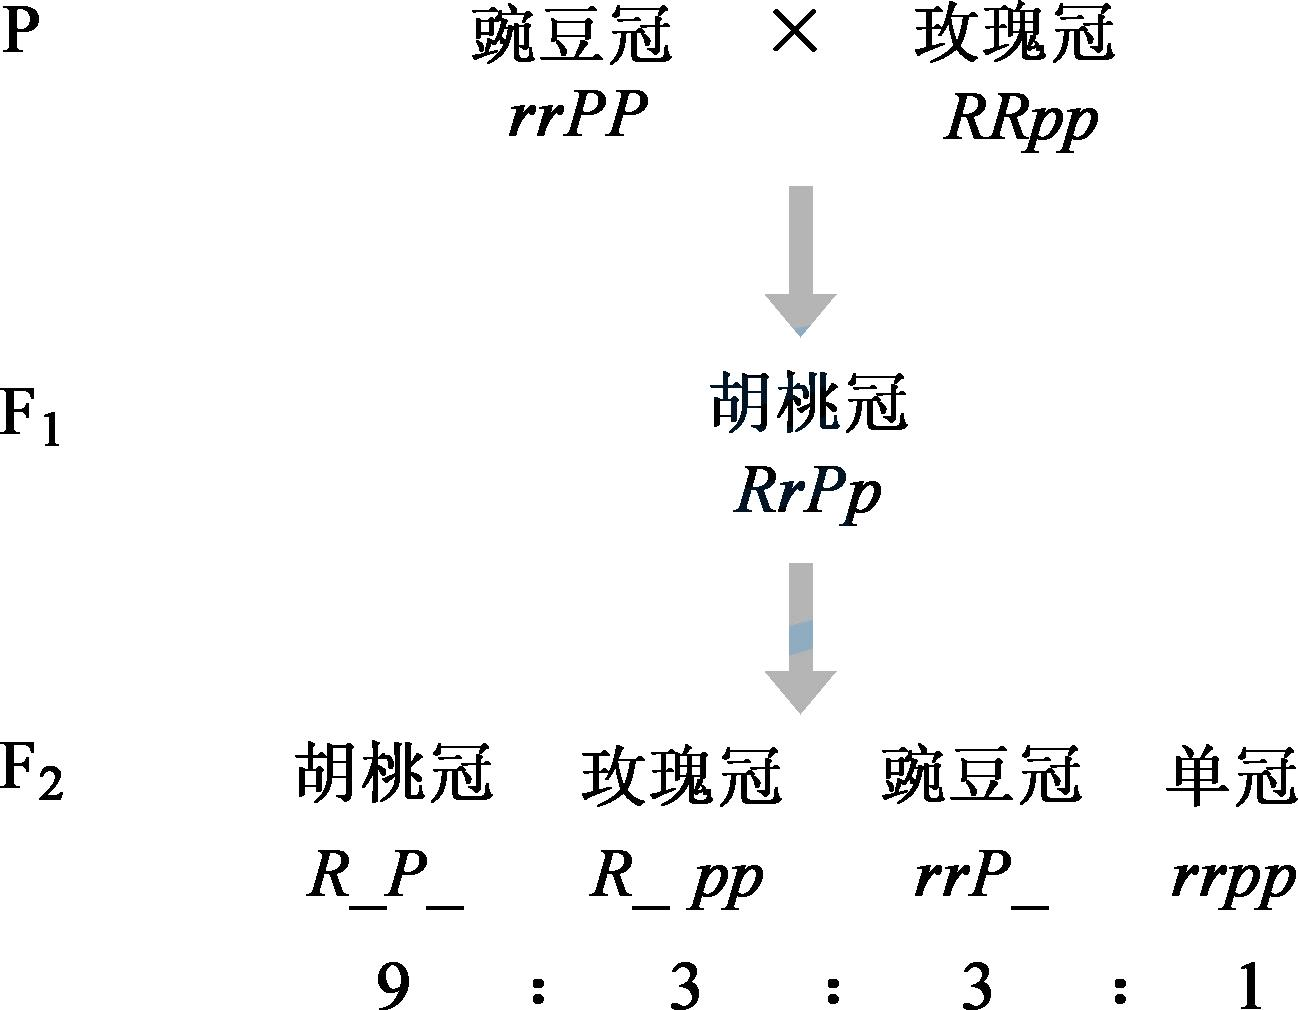 P 豌豆冠 × 玫瑰冠
rrPP RRpp
F₁ 胡桃冠
RrPp
F₂ 胡桃冠 玫瑰冠 豌豆冠 单冠
R_P_ R_ pp rrP_ rrpp
9 : 3 : 3 : 1